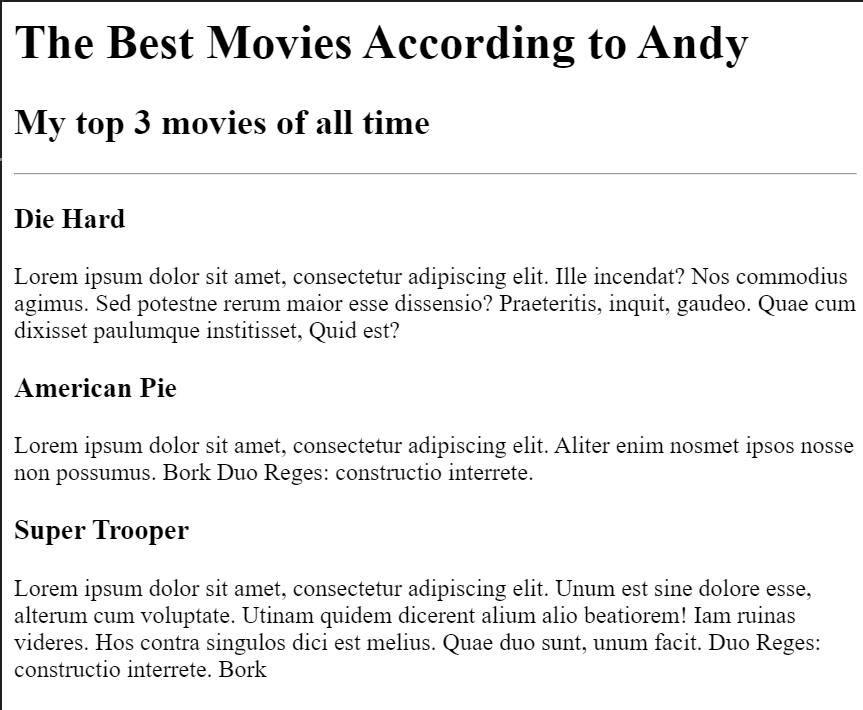 The Best Movies According to Andy
My top 3 movies of all time
Die Hard
Lorem ipsum dolor sit amet, consectetur adipiscing elit. Ille incendat? Nos commodius
agimus. Sed potestne rerum maior esse dissensio? Praeteritis, inquit, gaudeo. Quae cum
dixisset paulumque institisset, Quid est?
American Pie
Lorem ipsum dolor sit amet, consectetur adipiscing elit. Aliter enim nosmet ipsos nosse
non possumus. Bork Duo Reges: constructio interrete.
Super Trooper
Lorem ipsum dolor sit amet, consectetur adipiscing elit. Unum est sine dolore esse,
alterum cum voluptate. Utinam quidem dicerent alium alio beatiorem! Iam ruinas
videres. Hos contra singulos dici est melius. Quae duo sunt, unum facit. Duo Reges:
constructio interrete. Bork